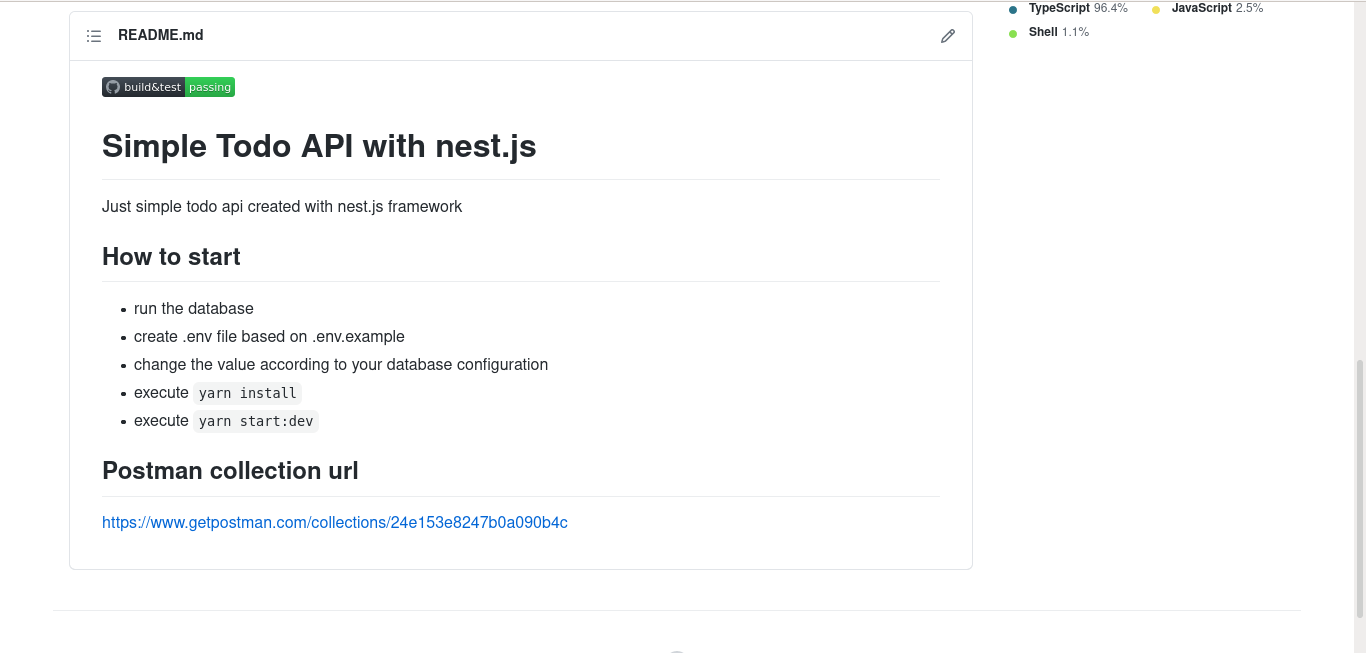 TypeScript 96.4% JavaScript 2.5%
Shell 1.1%
README.md
build&test passing
Simple Todo API with nest.js
Just simple todo api created with nest.js framework
How to start
run the database
create .env file based on .env.example
change the value according to your database configuration
execute yarn install
execute yarn start:dev
Postman collection url
https://www.getpostman.com/collections/24e153e8247b0a090b4c